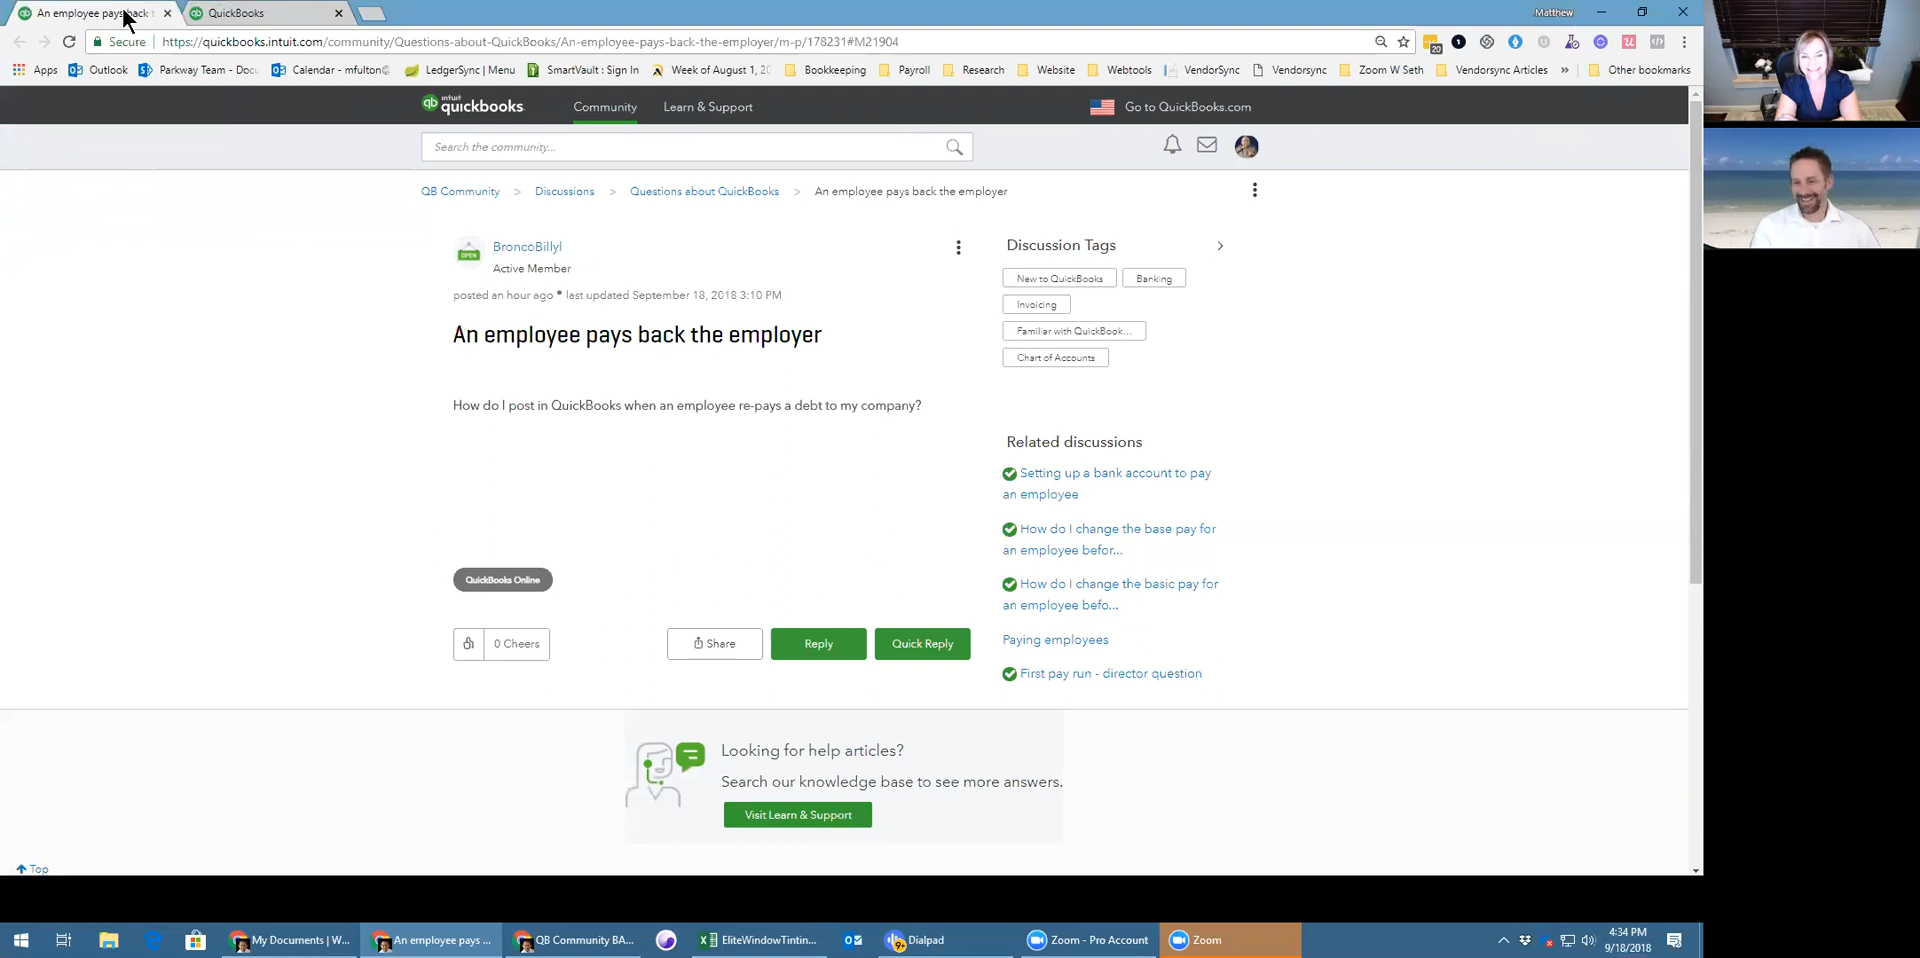 An employee pays back t
QuickBooks
Matthew
Secure
https://quickbooks.intuit.com/community/Questions-about-QuickBooks/An-employee-pays-back-the-employer/m-p/178231#M21904
20
Apps
Outlook
Parkway Team - Docu
Calendar - mfulton@
LedgerSync | Menu
SmartVault : Sign In
Week of August 1, 20
Bookkeeping
Payroll
Research
Website
Webtools
VendorSync
Vendorsync
Zoom W Seth
Vendorsync Articles
»
Other bookmarks
intuit
quickbooks
Community
Learn & Support
Go to QuickBooks.com
Search the community...
QB Community > Discussions > Questions about QuickBooks > An employee pays back the employer
OPEN
BroncoBillyI
Active Member
posted an hour ago • last updated September 18, 2018 3:10 PM
An employee pays back the employer
How do I post in QuickBooks when an employee re-pays a debt to my company?
QuickBooks Online
0 Cheers
Share
Reply
Quick Reply
Discussion Tags
New to QuickBooks
Banking
Invoicing
Familiar with QuickBook...
Chart of Accounts
Related discussions
Setting up a bank account to pay
an employee
How do I change the base pay for
an employee befor...
How do I change the basic pay for
an employee befo...
Paying employees
First pay run - director question
Looking for help articles?
Search our knowledge base to see more answers.
Visit Learn & Support
Top
My Documents | W...
An employee pays ...
QB Community BA...
EliteWindowTintin...
9+
Dialpad
Zoom - Pro Account
Zoom
4:34 PM
9/18/2018